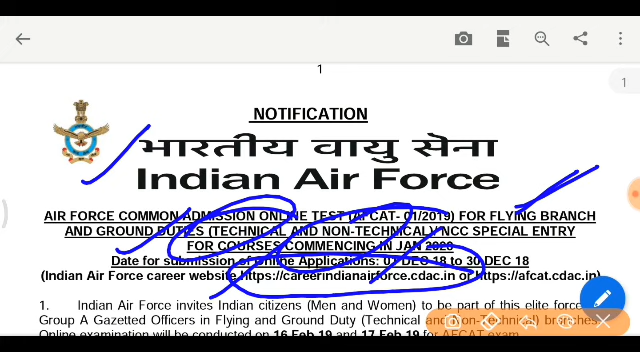 1
1
NOTIFICATION
भारतीय वायु सेना
Indian Air Force
AIR FORCE COMMON ADMISSION ONLINE TEST (AFCAT- 01/2019) FOR FLYING BRANCH
AND GROUND DUTIES (TECHNICAL AND NON-TECHNICAL)/ NCC SPECIAL ENTRY
FOR COURSES COMMENCING IN JAN 2020
Date for submission of Online Applications: 01 DEC 18 to 30 DEC 18
(Indian Air Force career website https://careerindianairforce.cdac.in or https://afcat.cdac.in)
1. Indian Air Force invites Indian citizens (Men and Women) to be part of this elite force
Group A Gazetted Officers in Flying and Ground Duty (Technical and Non-Technical) branches.
Online examination will be conducted on 16 Feb 19 and 17 Feb 19 for AFCAT exam